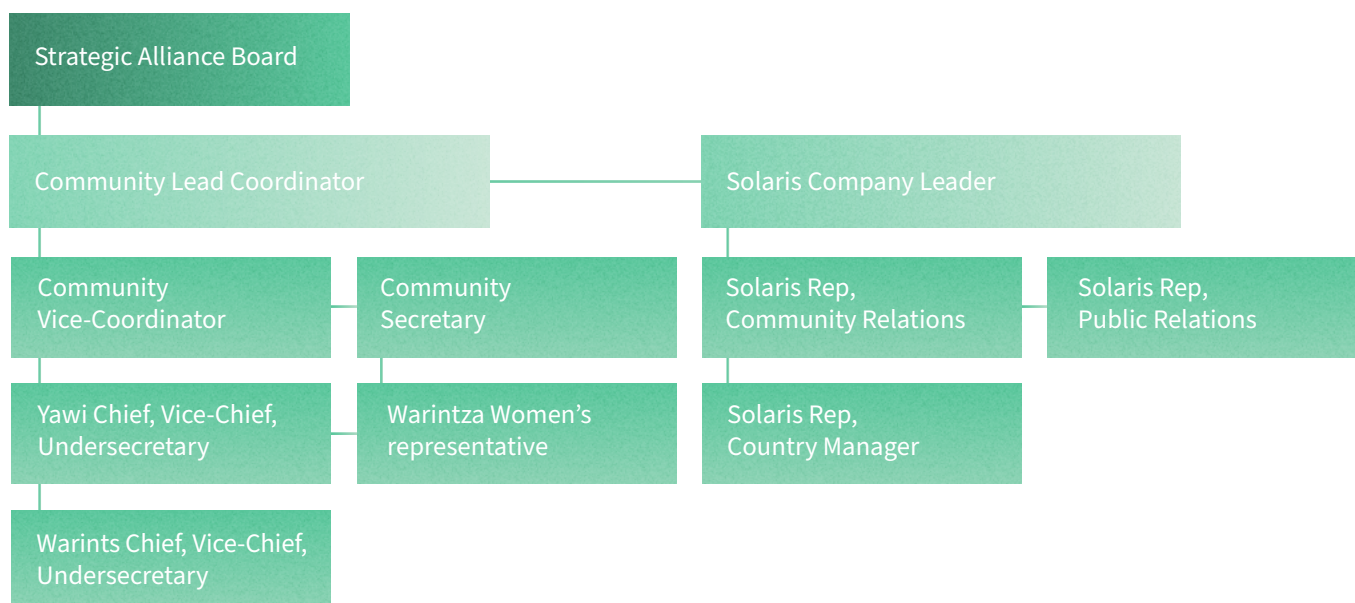 Strategic Alliance Board
Community Lead Coordinator
Solaris Company Leader
Community
Vice-Coordinator
Community
Secretary
Solaris Rep,
Community Relations
Solaris Rep,
Public Relations
Yawi Chief, Vice-Chief,
Undersecretary
Warintza Women’s
representative
Solaris Rep,
Country Manager
Warints Chief, Vice-Chief,
Undersecretary